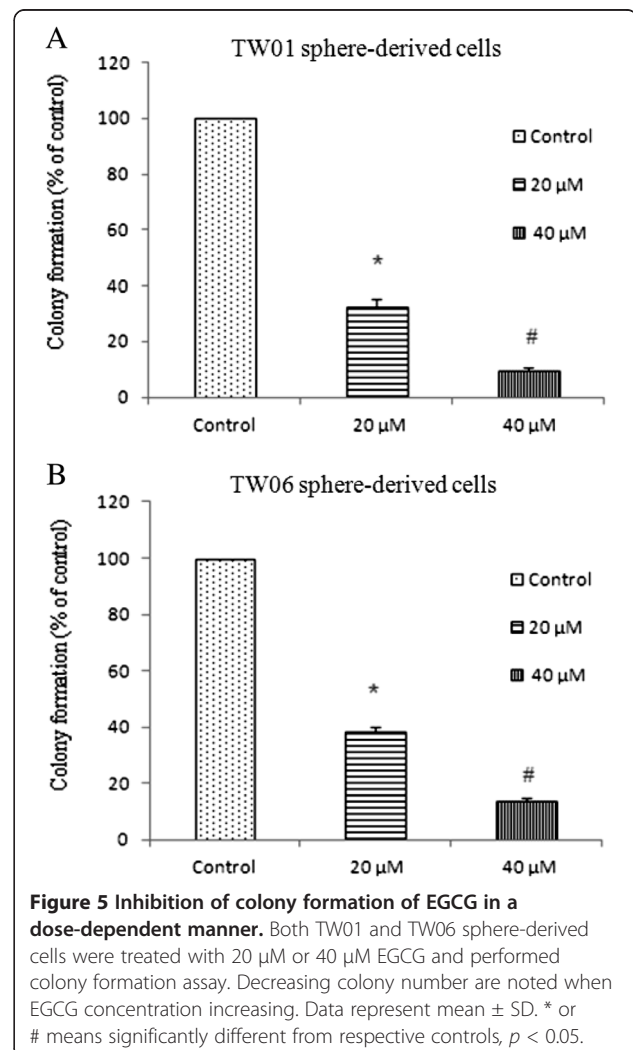 A
TW01 sphere-derived cells
Colony formation (% of control)
120
100
80
60
40
20
0
*
#
Control
20 µM
40 µM
Control
20 µM
40 µM
B
TW06 sphere-derived cells
Colony formation (% of control)
120
100
80
60
40
20
0
*
#
Control
20 µM
40 µM
Control
20 µM
40 µM
Figure 5 Inhibition of colony formation of EGCG in a
dose-dependent manner. Both TW01 and TW06 sphere-derived
cells were treated with 20 µM or 40 µM EGCG and performed
colony formation assay. Decreasing colony number are noted when
EGCG concentration increasing. Data represent mean ± SD. * or
# means significantly different from respective controls, p < 0.05.